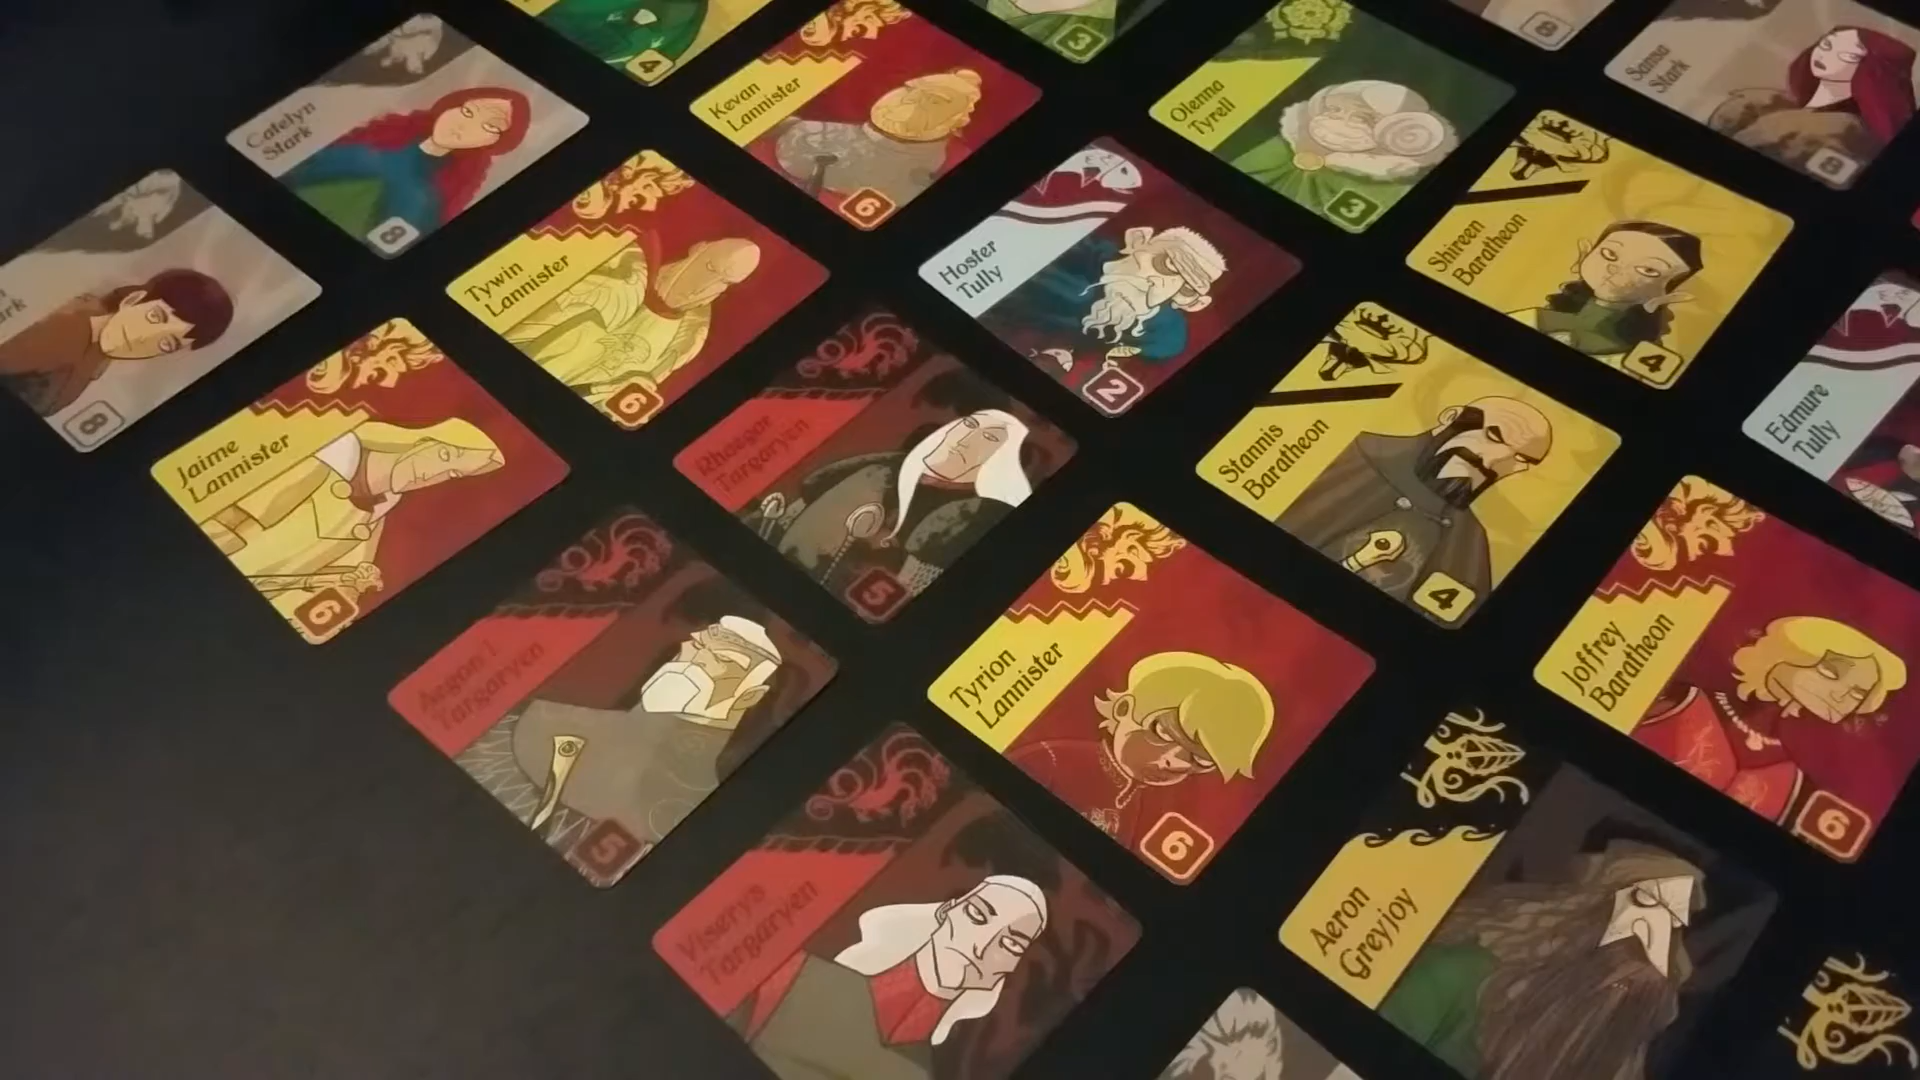 4
3
8
Catelyn
Stark
8
Kevan
Lannister
6
Olenna
Tyrell
3
Sansa
Stark
8
8
Tywin
Lannister
6
Hoster
Tully
2
Shireen
Baratheon
4
Jaime
Lannister
6
Rhaegar
Targaryen
5
Stannis
Baratheon
4
Edmure
Tully
Aegon I
Targaryen
5
Tyrion
Lannister
6
Joffrey
Baratheon
6
Viserys
Targaryen
Aeron
Greyjoy